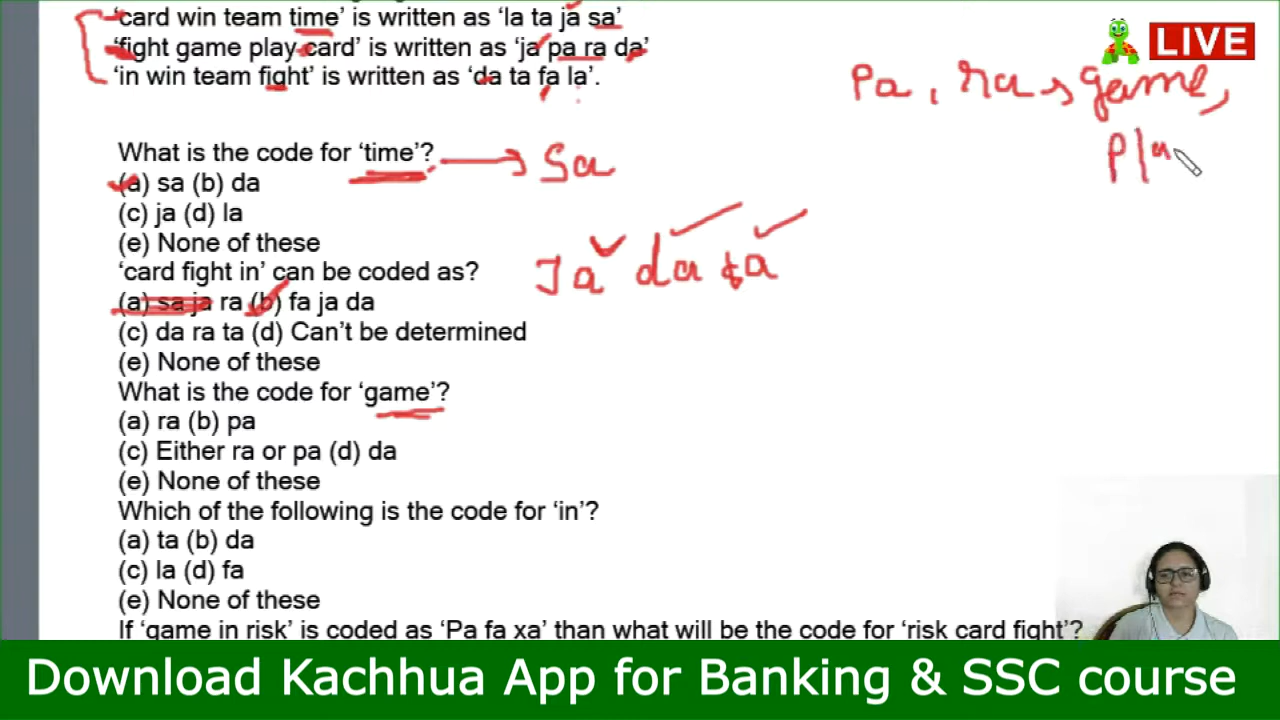 'card win team time' is written as 'la ta ja sa'
'fight game play card' is written as 'ja pa ra da'
'in win team fight' is written as 'da ta fa la'.
LIVE
Pa, ra → game,
Pla
What is the code for 'time'? → Sa
(a) sa (b) da
(c) ja (d) la
(e) None of these
'card fight in' can be coded as? Ja da fa
(a) sa ja ra (b) fa ja da
(c) da ra ta (d) Can't be determined
(e) None of these
What is the code for 'game'?
(a) ra (b) pa
(c) Either ra or pa (d) da
(e) None of these
Which of the following is the code for 'in'?
(a) ta (b) da
(c) la (d) fa
(e) None of these
If 'game in risk' is coded as 'Pa fa xa' than what will be the code for 'risk card fight'?
Download Kachhua App for Banking & SSC course